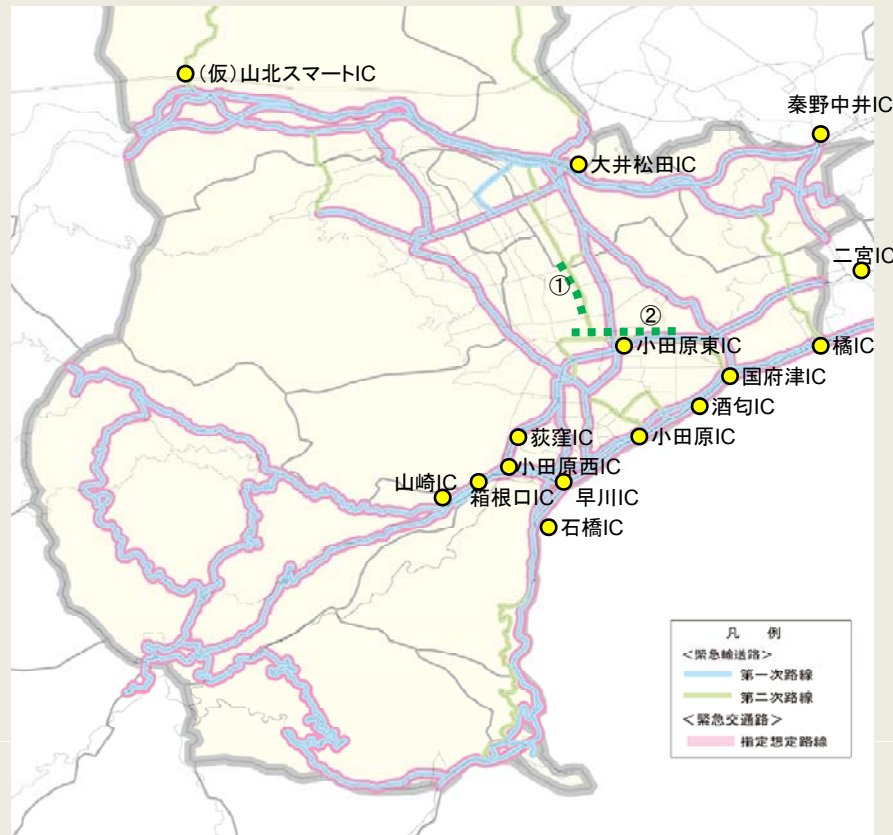 (仮)山北スマートIC
秦野中井IC
大井松田IC
二宮IC
①
②
小田原東IC
橘IC
国府津IC
酒匂IC
荻窪IC
小田原IC
小田原西IC
山崎IC
箱根口IC
早川IC
石橋IC
凡 例
<緊急輸送路>
第一次路線
第二次路線
<緊急交通路>
指定想定路線